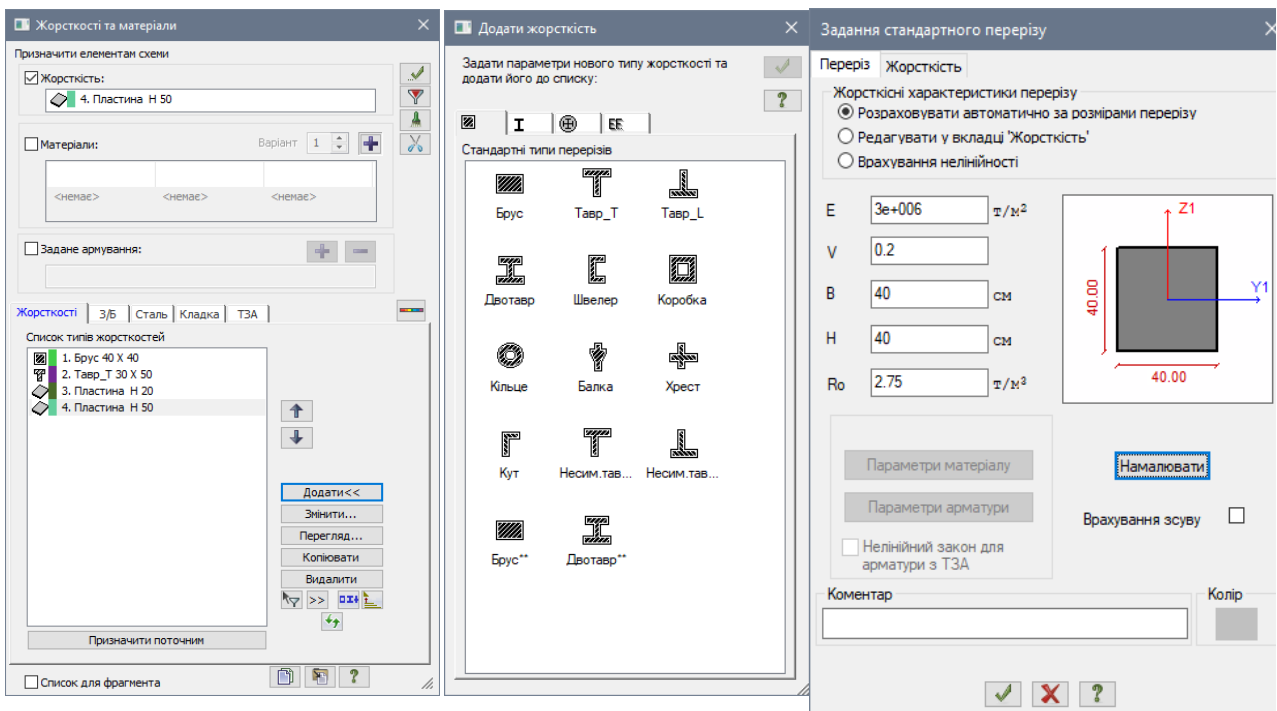 Жорсткості та матеріали
Призначити елементам схеми
Жорсткість:
4. Пластина H 50
Матеріали:
Варіант 1
<немає> <немає> <немає>
Задане армування:
Жорсткості З/Б Сталь Кладка ТЗА
Список типів жорсткостей
1. Брус 40 X 40
2. Тавр_Т 30 X 50
3. Пластина H 20
4. Пластина H 50
Додати<<
Змінити...
Перегляд...
Копіювати
Видалити
>>
Призначити поточним
Список для фрагмента
?
Додати жорсткість
Задати параметри нового типу жорсткості та
додати його до списку:
?
Стандартні типи перерізів
Брус Тавр_T Тавр_L
Двотавр Швелер Коробка
Кільце Балка Хрест
Кут Несим.тав... Несим.тав...
Брус** Двотавр**
Задання стандартного перерізу
Переріз Жорсткість
Жорсткісні характеристики перерізу
Розраховувати автоматично за розмірами перерізу
Редагувати у вкладці 'Жорсткість'
Врахування нелінійності
E 3e+006 т/м²
V 0.2
B 40 см
H 40 см
Ro 2.75 т/м³
Z1
Y1
40.00
40.00
Параметри матеріалу
Параметри арматури
Нелінійний закон для
арматури з ТЗА
Намалювати
Врахування зсуву
Коментар
Колір
?